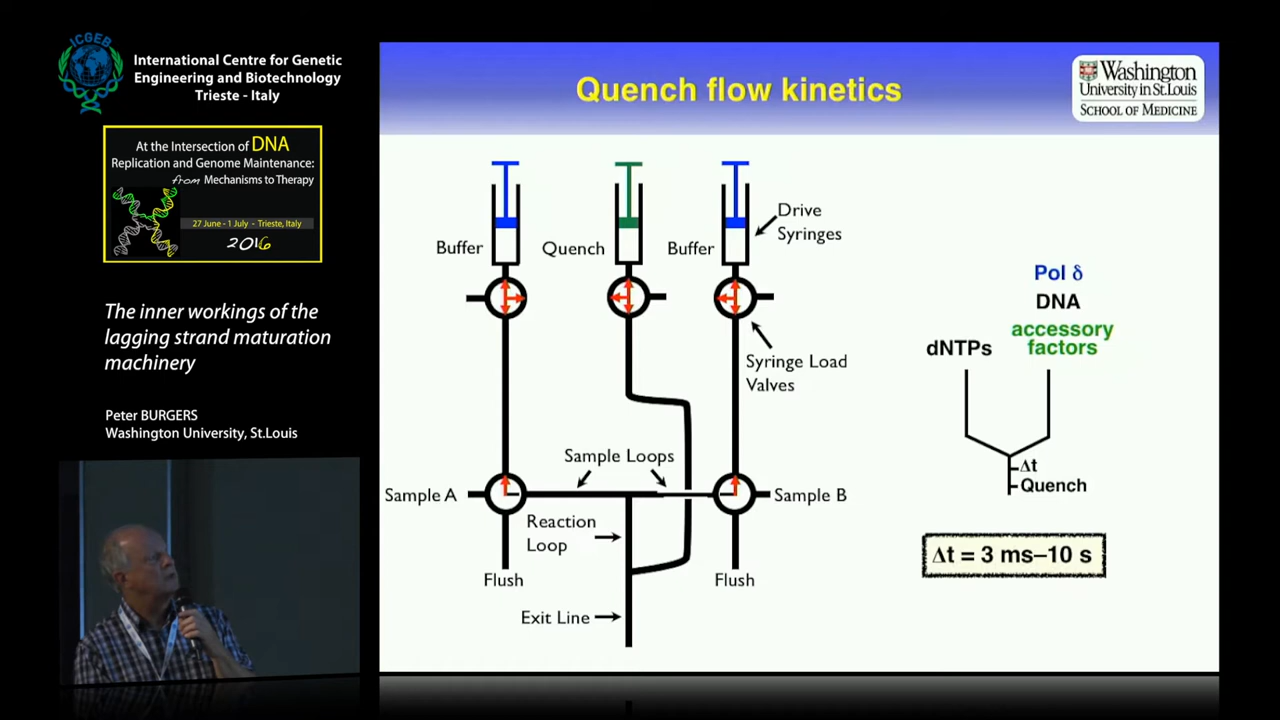 ICGEB
International Centre for Genetic
Engineering and Biotechnology
Trieste - Italy
At the Intersection of DNA
Replication and Genome Maintenance:
from Mechanisms to Therapy
27 June - 1 July - Trieste, Italy
2016
The inner workings of the
lagging strand maturation
machinery
Peter BURGERS
Washington University, St.Louis
Quench flow kinetics
Washington
University in St.Louis
SCHOOL OF MEDICINE
Drive
Syringes
Buffer
Quench
Buffer
Syringe Load
Valves
Sample Loops
Sample A
Sample B
Reaction
Loop
Flush
Flush
Exit Line
Pol δ
DNA
accessory
factors
dNTPs
Δt
Quench
Δt = 3 ms–10 s